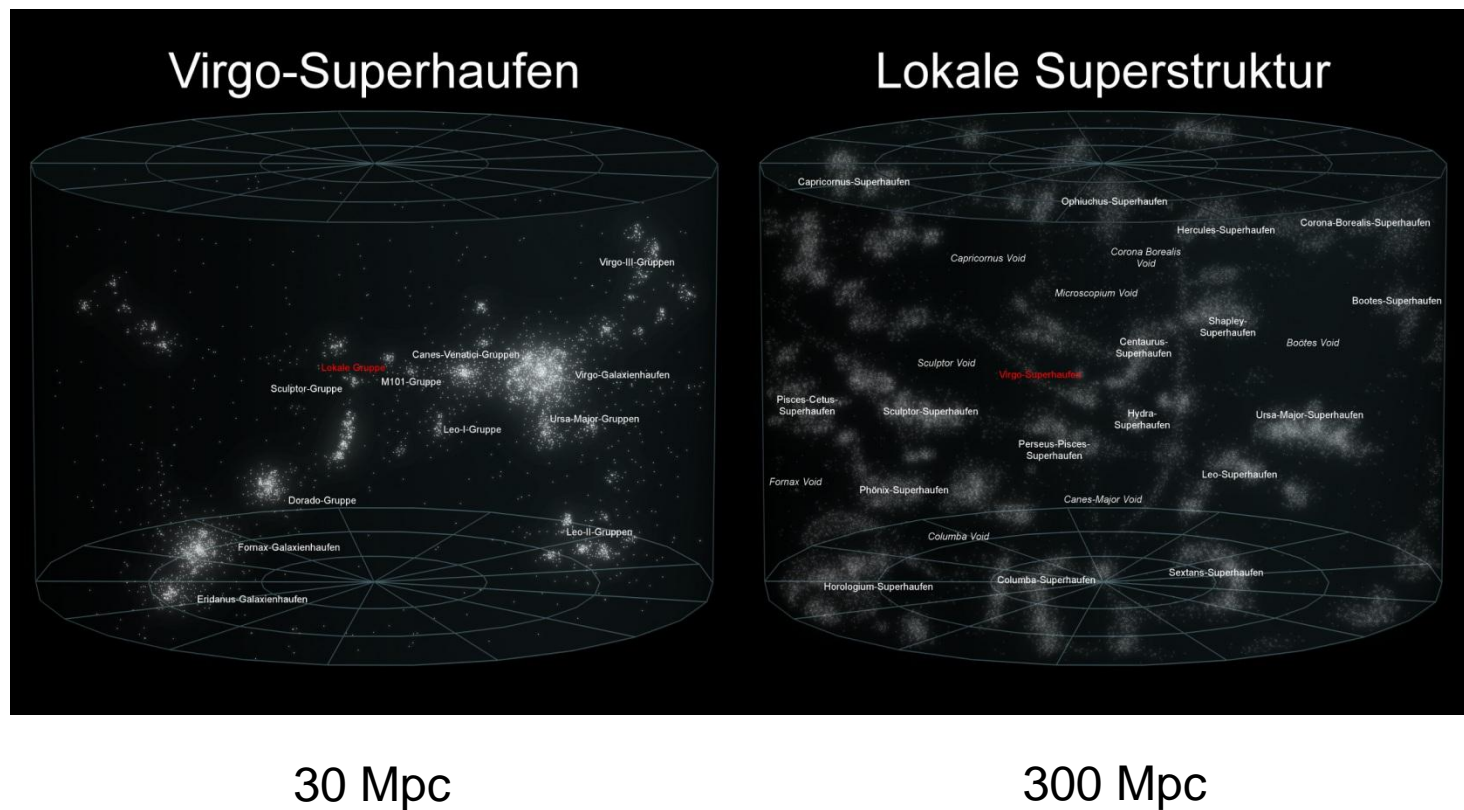 Virgo-Superhaufen
Virgo-III-Gruppen
Canes-Venatici-Gruppen
Lokale Gruppe
M101-Gruppe
Virgo-Galaxienhaufen
Sculptor-Gruppe
Ursa-Major-Gruppen
Leo-I-Gruppe
Dorado-Gruppe
Leo-II-Gruppen
Fornax-Galaxienhaufen
Eridanus-Galaxienhaufen
30 Mpc
Lokale Superstruktur
Capricornus-Superhaufen
Ophiuchus-Superhaufen
Corona-Borealis-Superhaufen
Hercules-Superhaufen
Capricornus Void
Corona Borealis
Void
Microscopium Void
Bootes-Superhaufen
Shapley-
Superhaufen
Centaurus-
Superhaufen
Bootes Void
Sculptor Void
Virgo-Superhaufen
Pisces-Cetus-
Superhaufen
Sculptor-Superhaufen
Hydra-
Superhaufen
Ursa-Major-Superhaufen
Perseus-Pisces-
Superhaufen
Leo-Superhaufen
Fornax Void
Phönix-Superhaufen
Canes-Major Void
Columba Void
Horologium-Superhaufen
Columba-Superhaufen
Sextans-Superhaufen
300 Mpc